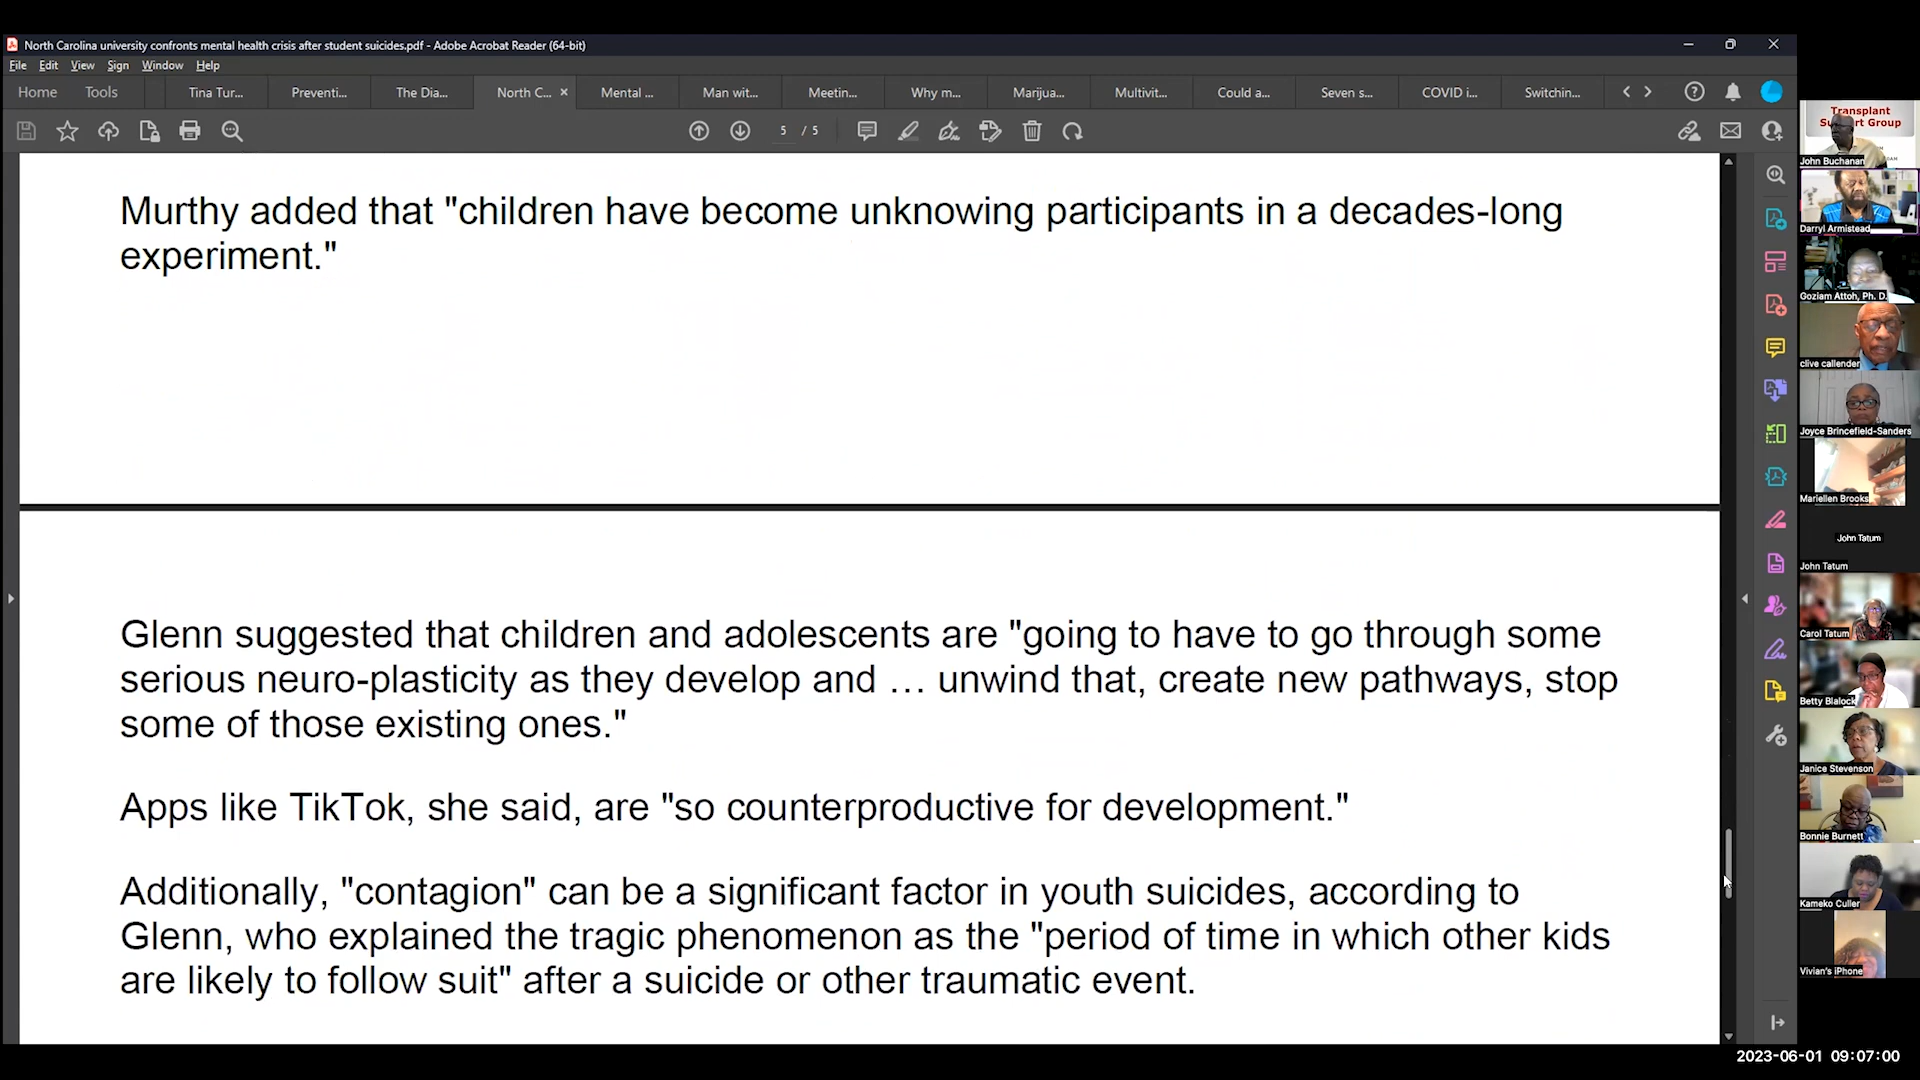 North Carolina university confronts mental health crisis after student suicides.pdf - Adobe Acrobat Reader (64-bit)
File Edit View Sign Window Help
Home Tools Tina Tur... Preventi... The Dia... North C... Mental ... Man wit... Meetin... Why m... Marijua... Multivit... Could a... Seven s... COVID i... Switchin...
5 / 5
Murthy added that "children have become unknowing participants in a decades-long
experiment."
Glenn suggested that children and adolescents are "going to have to go through some
serious neuro-plasticity as they develop and … unwind that, create new pathways, stop
some of those existing ones."
Apps like TikTok, she said, are "so counterproductive for development."
Additionally, "contagion" can be a significant factor in youth suicides, according to
Glenn, who explained the tragic phenomenon as the "period of time in which other kids
are likely to follow suit" after a suicide or other traumatic event.
Transplant
Group
John Buchanan
Darryl Armistead
Goziam Attoh, Ph. D.
clive callender
Joyce Brincefield-Sanders
Mariellen Brooks
John Tatum
John Tatum
Carol Tatum
Betty Blalock
Janice Stevenson
Bonnie Burnett
Kameko Culler
Vivian's iPhone
2023-06-01 09:07:00